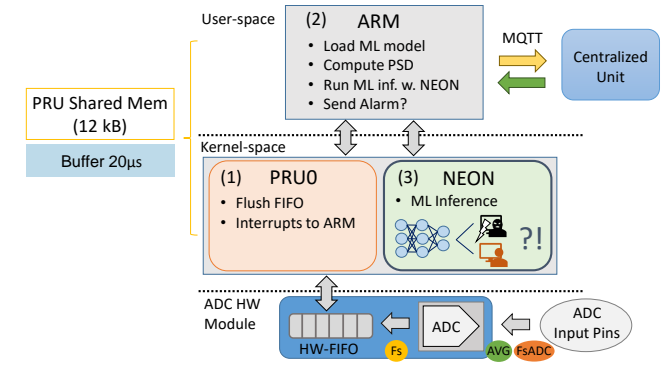 User-space
(2) ARM
• Load ML model
• Compute PSD
• Run ML inf. w. NEON
• Send Alarm?
MQTT
Centralized
Unit
PRU Shared Mem
(12 kB)
Buffer 20µs
Kernel-space
(1) PRU0
• Flush FIFO
• Interrupts to ARM
(3) NEON
• ML Inference
?!
ADC HW
Module
HW-FIFO
Fs
ADC
AVG
FsADC
ADC
Input Pins